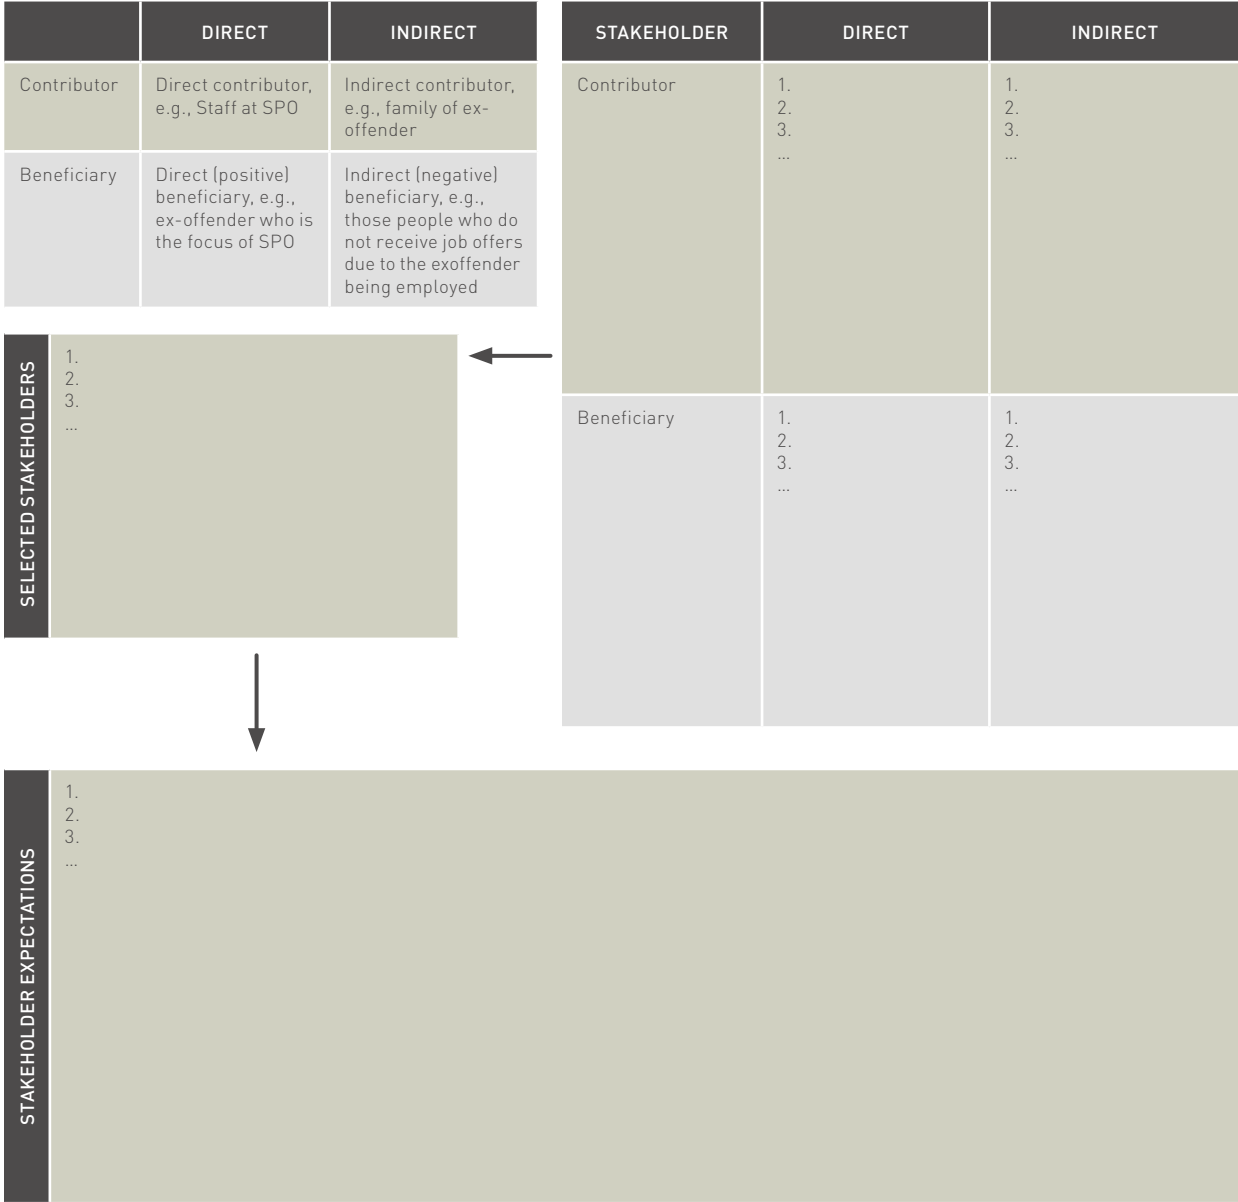 DIRECT
INDIRECT
Contributor
Direct contributor,
e.g., Staff at SPO
Indirect contributor,
e.g., family of ex-
offender
Beneficiary
Direct (positive)
beneficiary, e.g.,
ex-offender who is
the focus of SPO
Indirect (negative)
beneficiary, e.g.,
those people who do
not receive job offers
due to the exoffender
being employed
STAKEHOLDER
DIRECT
INDIRECT
Contributor
1.
2.
3.
...
1.
2.
3.
...
Beneficiary
1.
2.
3.
...
1.
2.
3.
...
SELECTED STAKEHOLDERS
1.
2.
3.
...
STAKEHOLDER EXPECTATIONS
1.
2.
3.
...